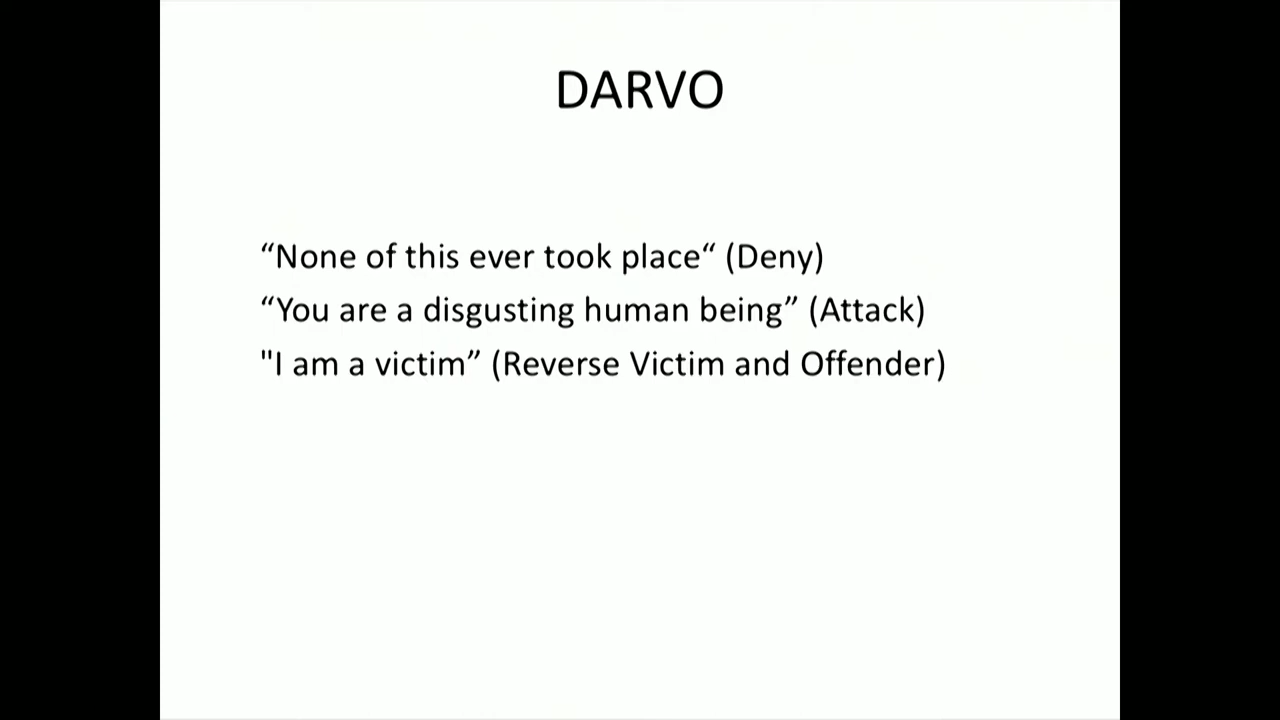 DARVO
“None of this ever took place“ (Deny)
“You are a disgusting human being” (Attack)
"I am a victim” (Reverse Victim and Offender)